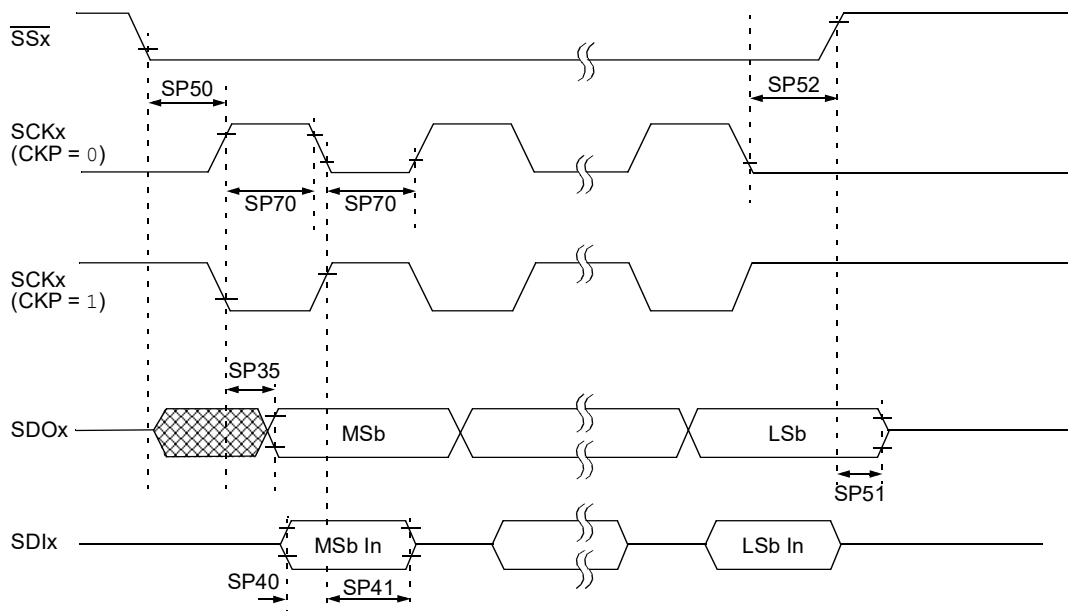 SSx
SP50
SP52
SCKx
(CKP = 0)
SP70
SP70
SCKx
(CKP = 1)
SP35
SDOx
MSb
LSb
SP51
SDIx
MSb In
LSb In
SP40
SP41